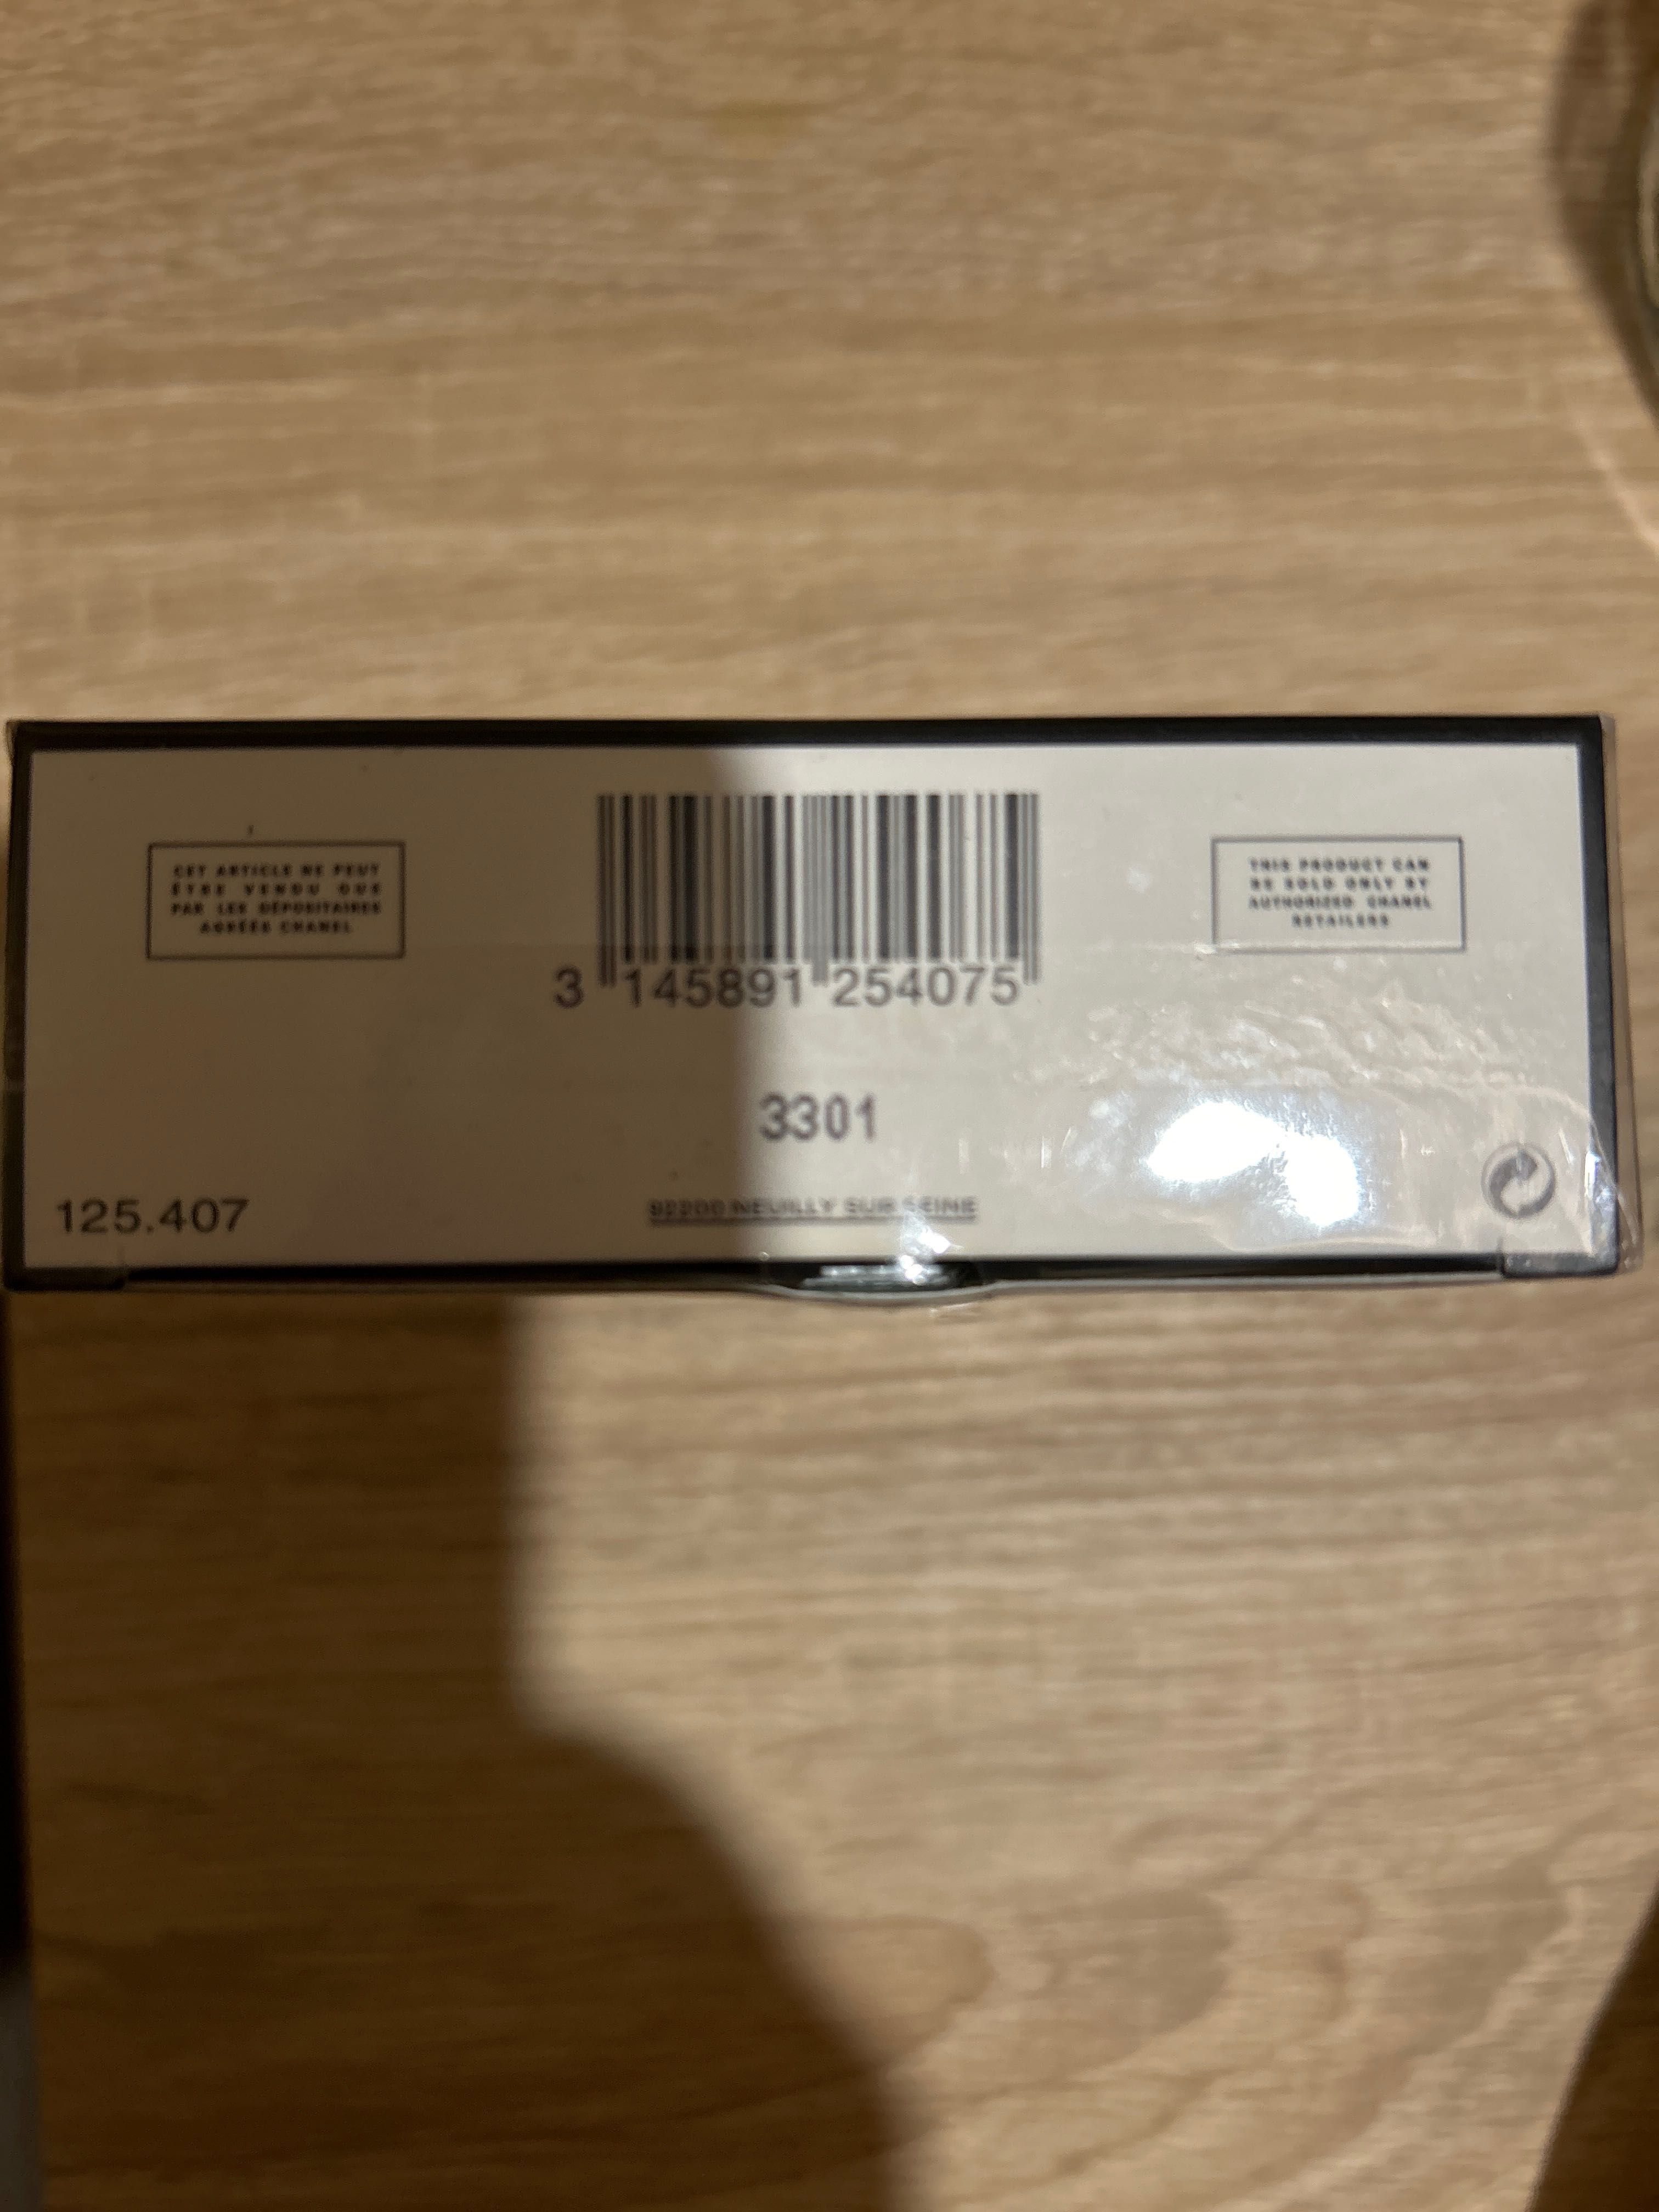 CET ARTICLE NE PEUT
ÊTRE VENDU QUE
PAR LES DÉPOSITAIRES
AGRÉÉS CHANEL
3 145891 254075
THIS PRODUCT CAN
BE SOLD ONLY BY
AUTHORIZED CHANEL
RETAILERS
3301
125.407
92200 NEUILLY SUR SEINE